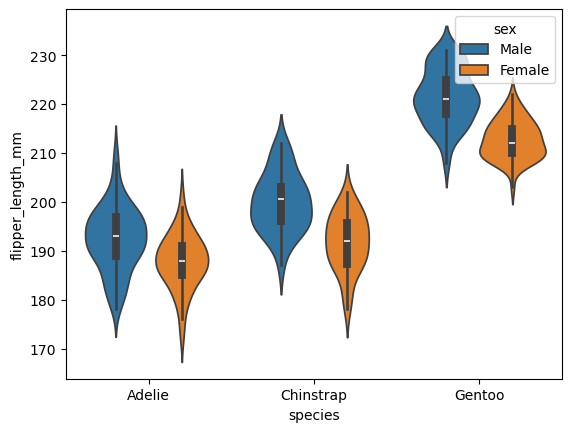 sex
Male
Female
flipper_length_mm
230
220
210
200
190
180
170
Adelie Chinstrap Gentoo
species